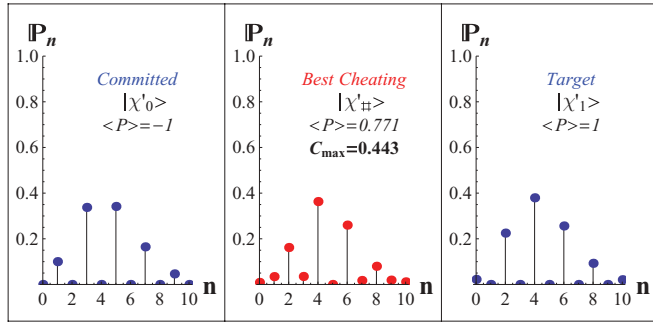 ℙn
1.0
Committed
0.8
|χ'0>
<P>=−1
0.6
0.4
0.2
0 2 4 6 8 10 n
ℙn
1.0
Best Cheating
0.8
|χ'⌗>
<P>=0.771
Cmax=0.443
0.6
0.4
0.2
0 2 4 6 8 10 n
ℙn
1.0
Target
0.8
|χ'1>
<P>=1
0.6
0.4
0.2
0 2 4 6 8 10 n